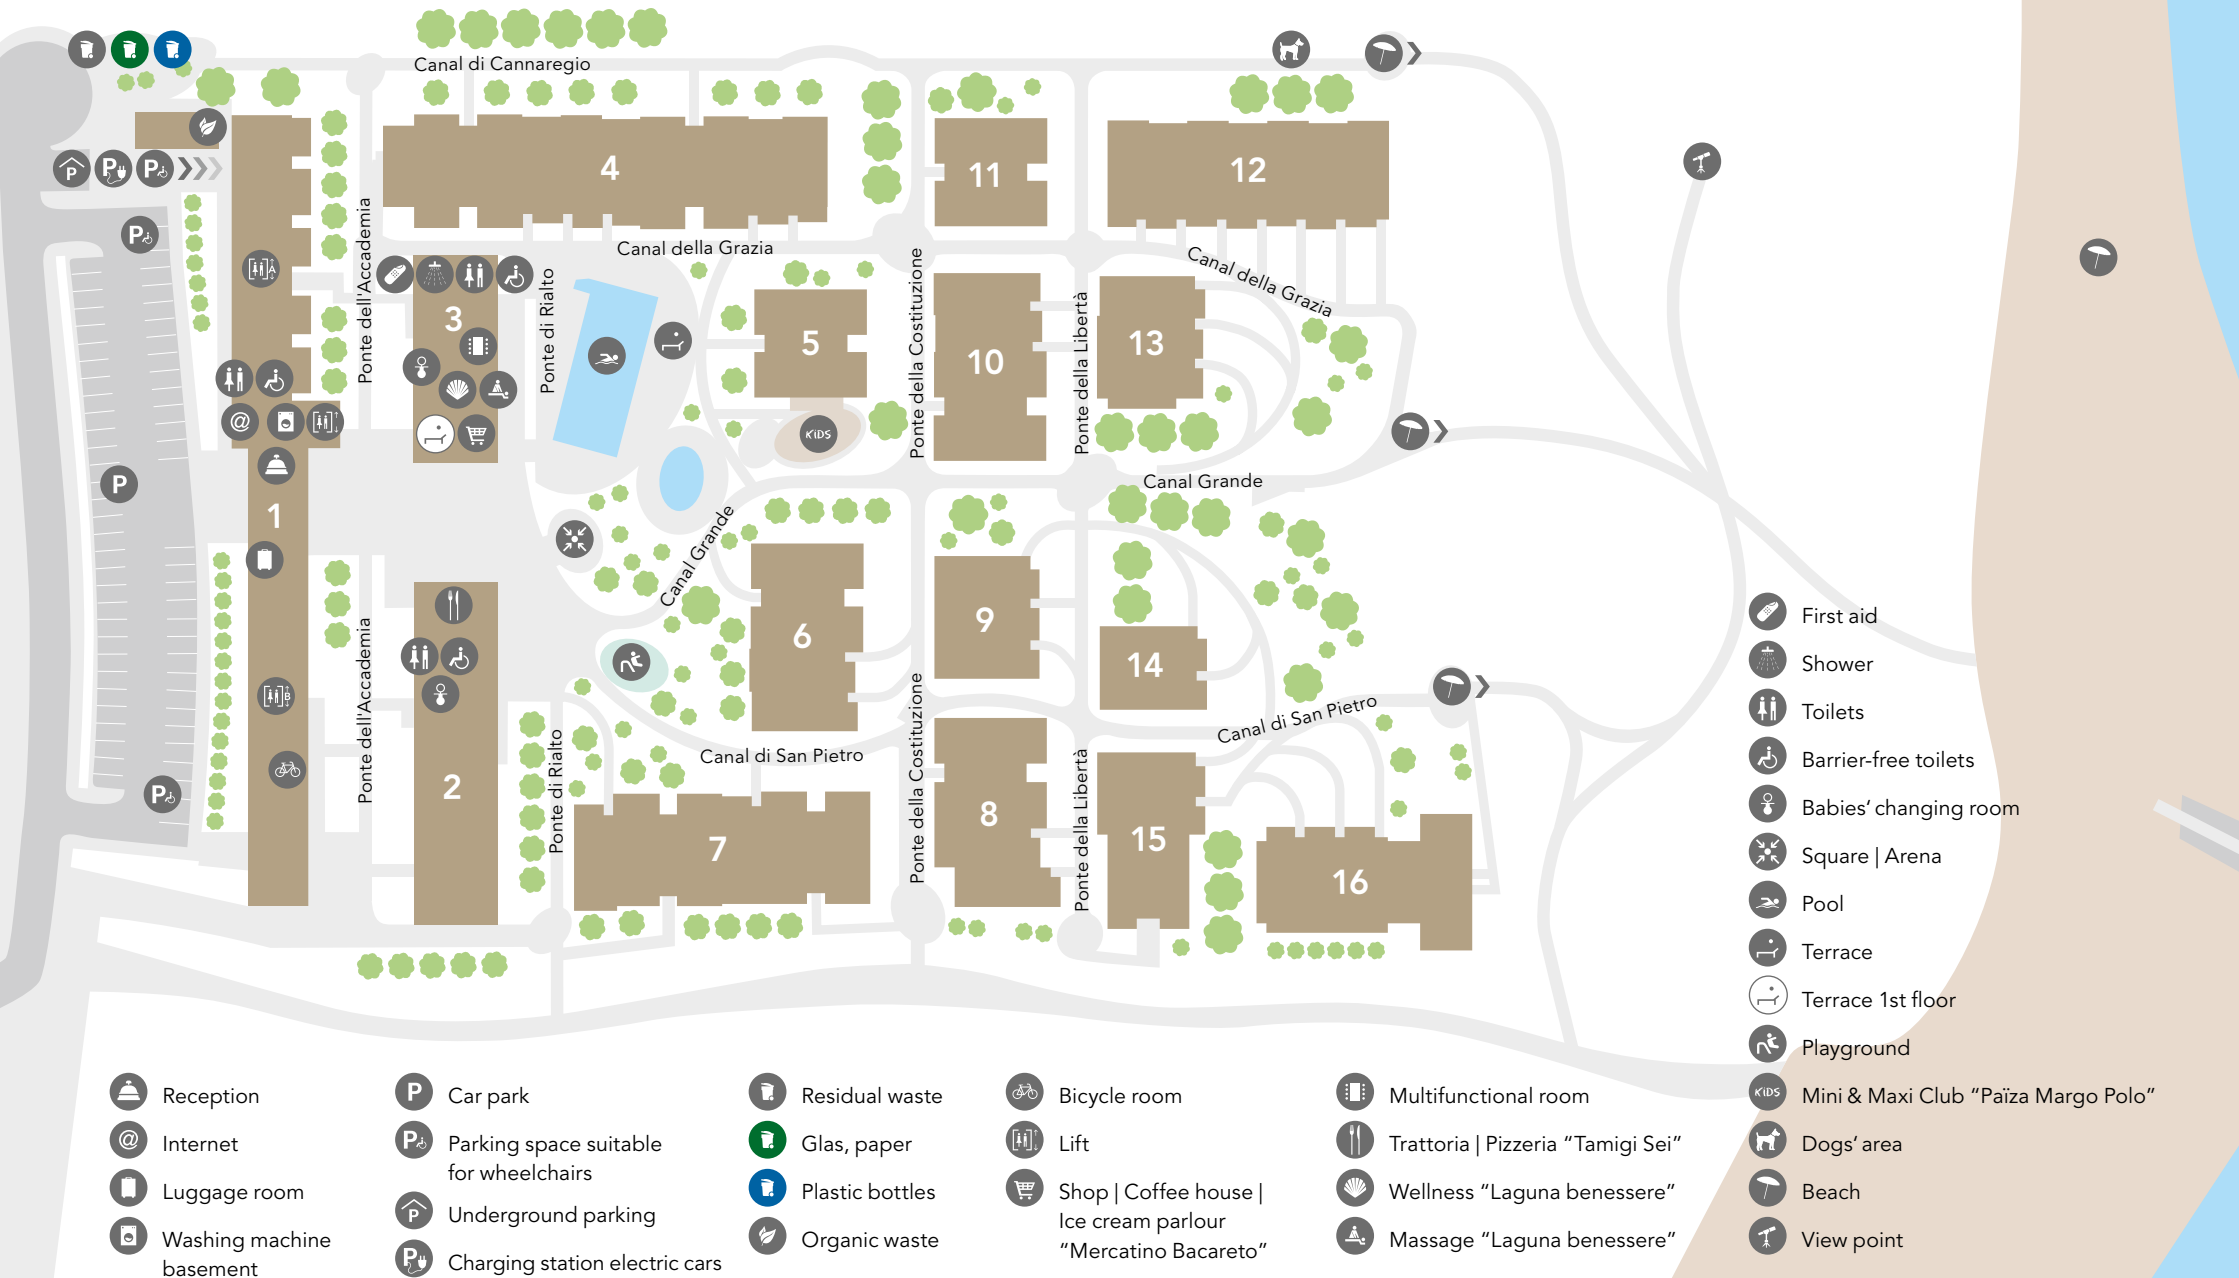 Canal di Cannaregio
4
11
12
P
P
P
P
A
Ponte dell'Accademia
Canal della Grazia
Canal della Grazia
3
Ponte di Rialto
5
Ponte della Costituzione
10
Ponte della Libertà
13
@
KiDS
P
1
Canal Grande
Canal Grande
B
Ponte dell'Accademia
2
6
9
14
Ponte di Rialto
Canal di San Pietro
Ponte della Costituzione
Ponte della Libertà
Canal di San Pietro
P
7
8
15
16
First aid
Shower
Toilets
Barrier-free toilets
Babies‘ changing room
Square | Arena
Pool
Terrace
Terrace 1st floor
Playground
KiDS Mini & Maxi Club “Païza Margo Polo”
Dogs‘ area
Beach
View point
Reception
@ Internet
Luggage room
Washing machine
basement
P Car park
P Parking space suitable
for wheelchairs
P Underground parking
P Charging station electric cars
Residual waste
Glas, paper
Plastic bottles
Organic waste
Bicycle room
Lift
Shop | Coffee house |
Ice cream parlour
“Mercatino Bacareto”
Multifunctional room
Trattoria | Pizzeria “Tamigi Sei”
Wellness “Laguna benessere”
Massage “Laguna benessere”